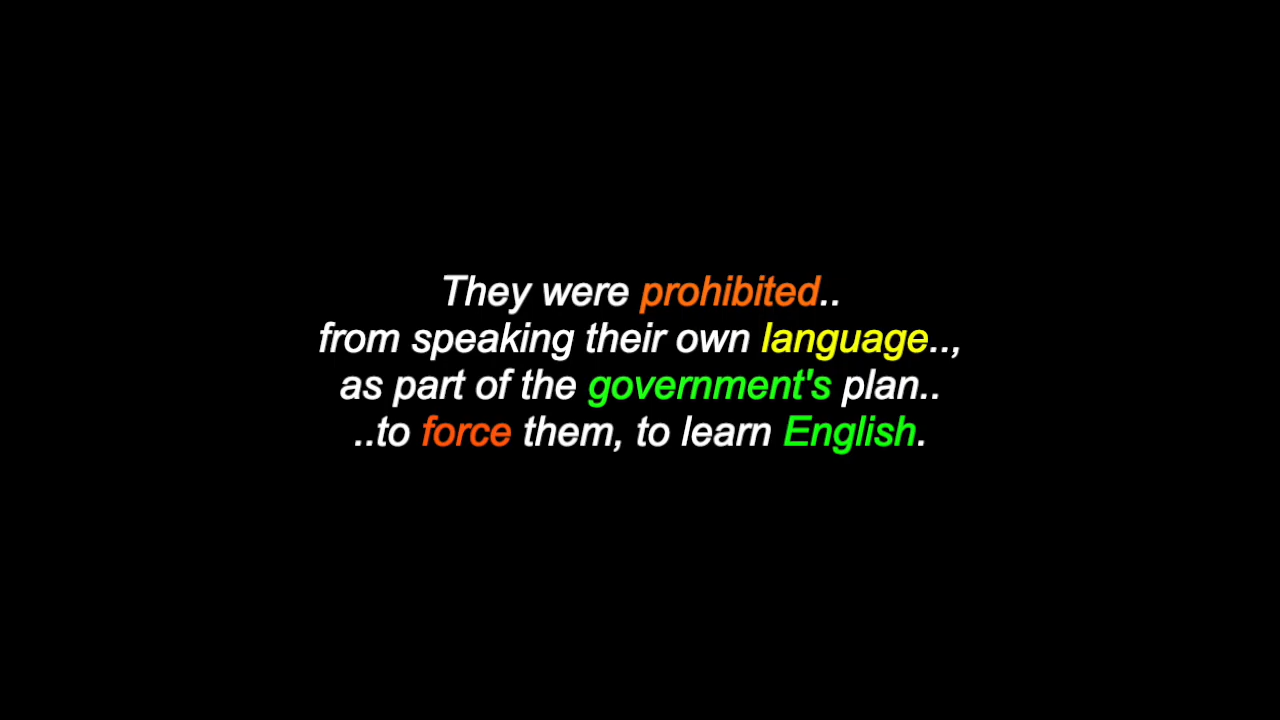 They were prohibited..
from speaking their own language..,
as part of the government's plan..
..to force them, to learn English.